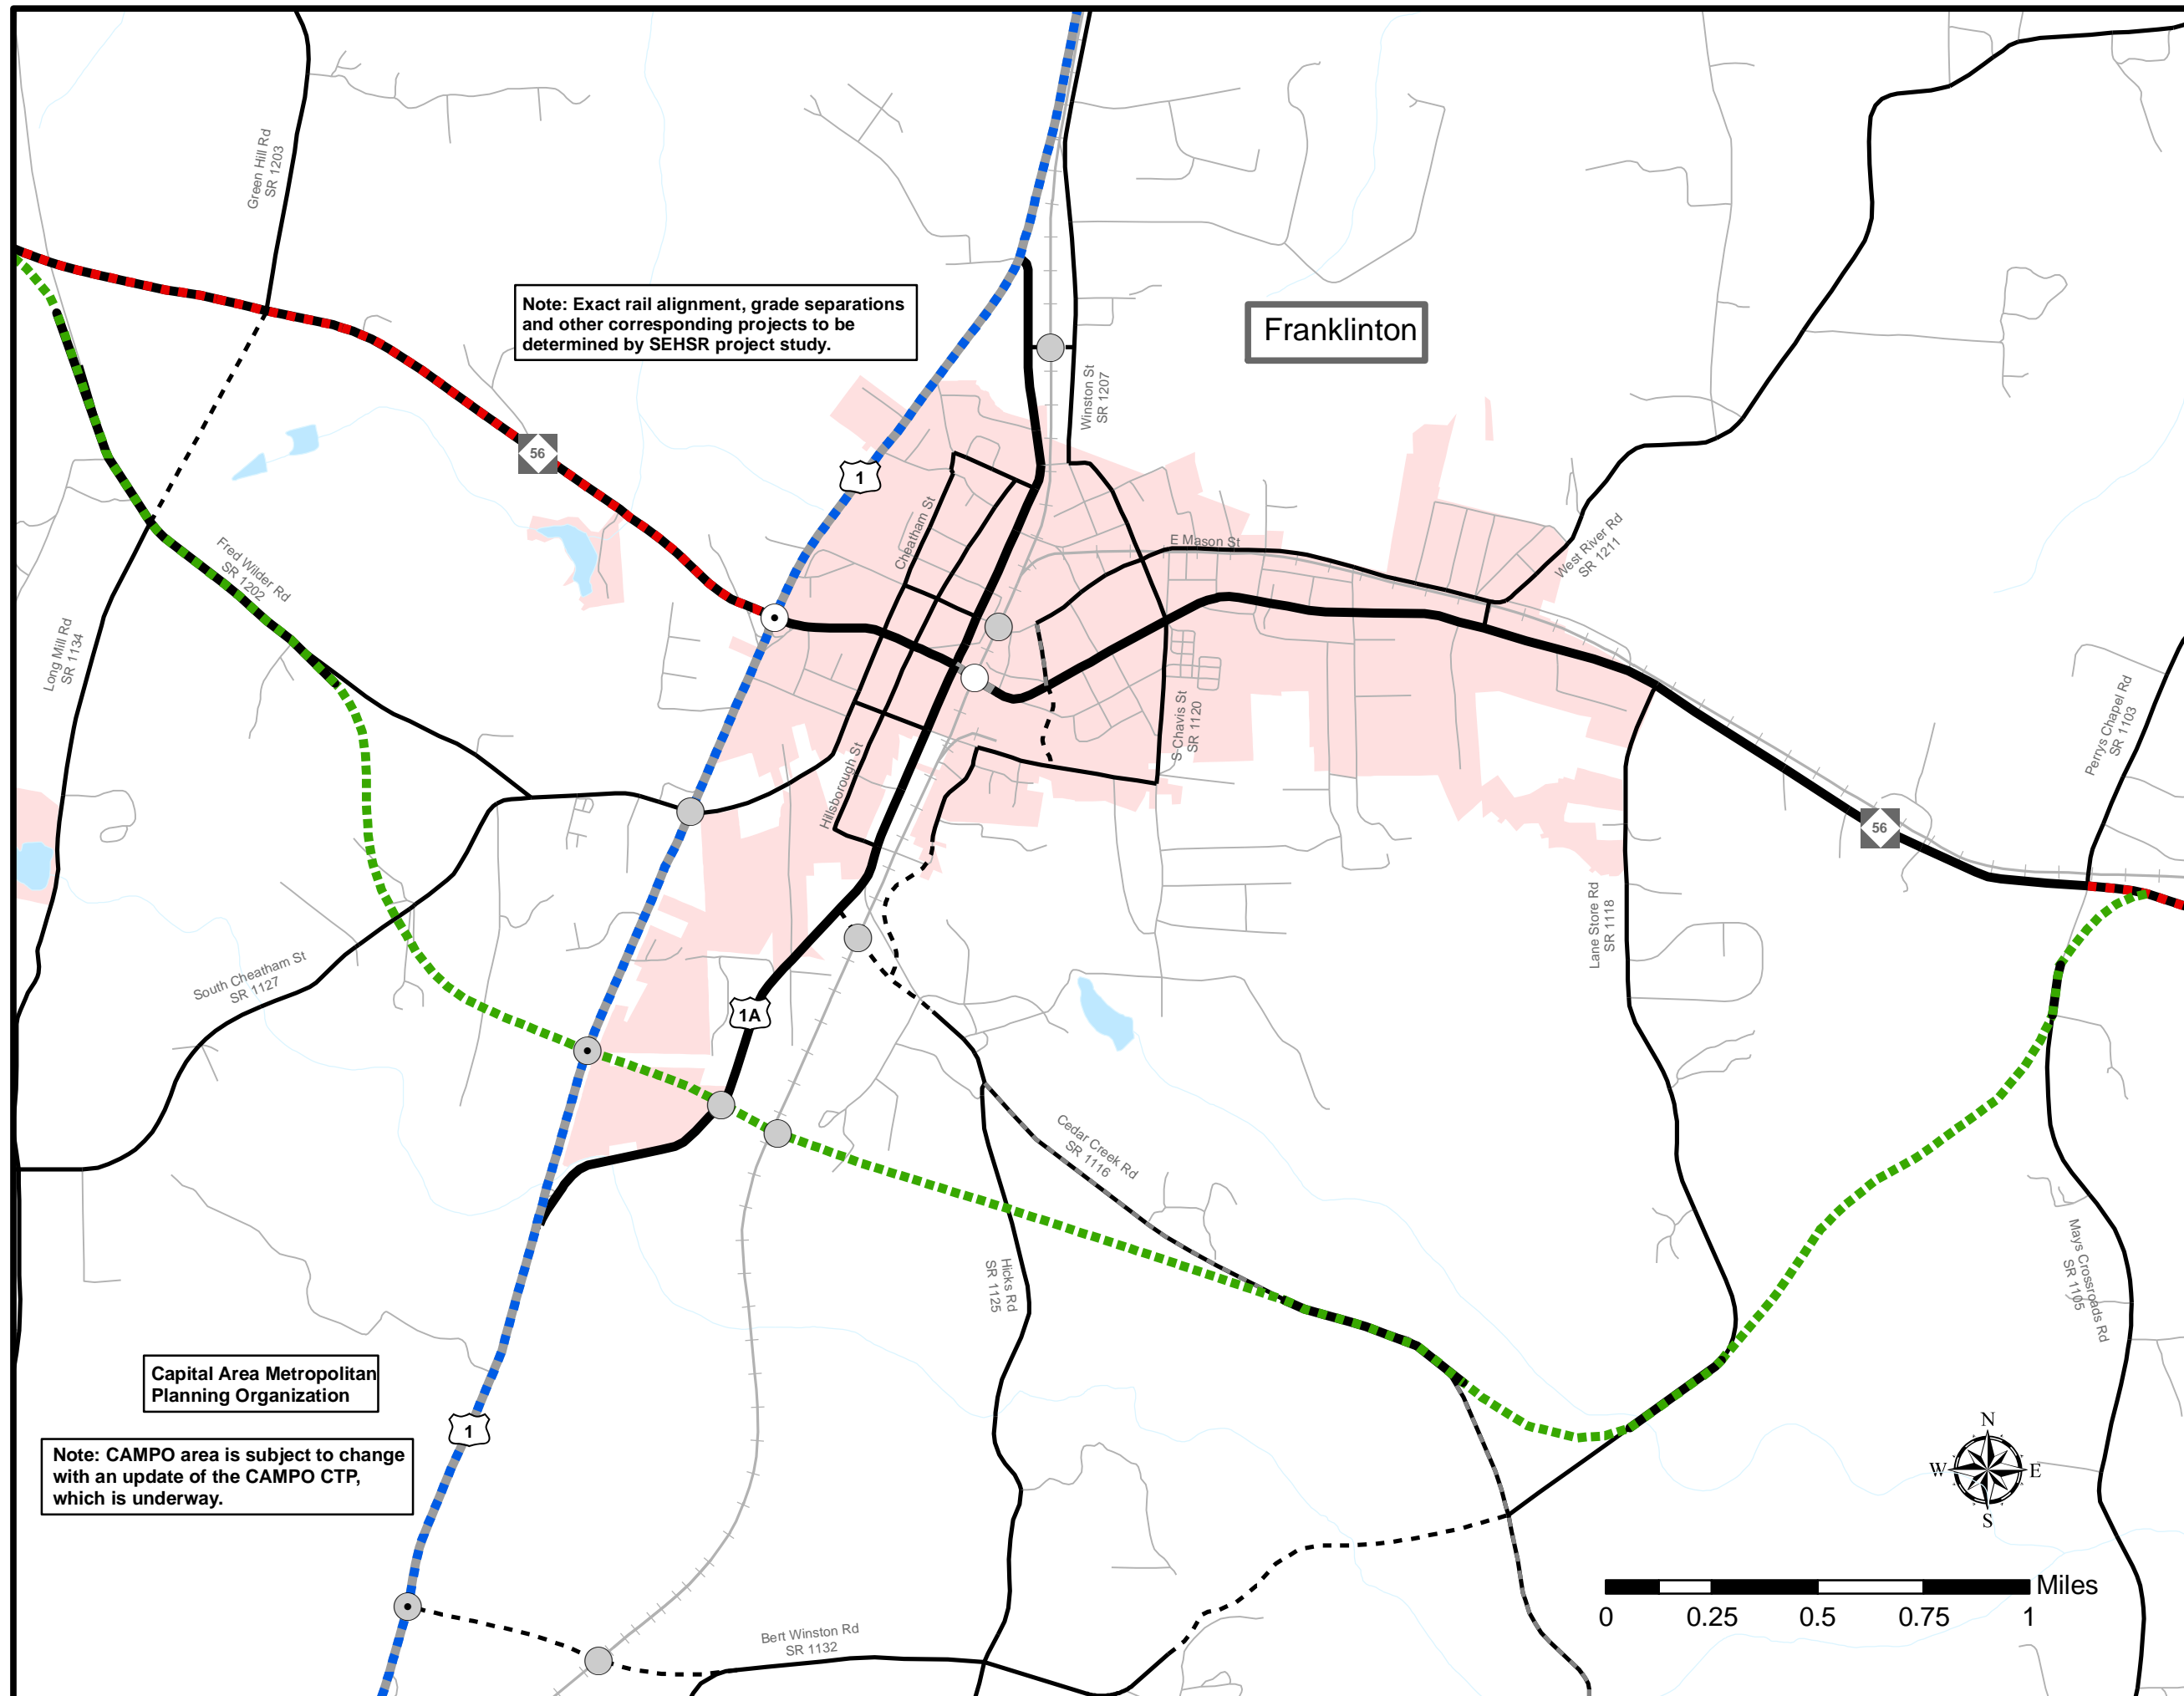 Green Hill Rd
SR 1203
Note: Exact rail alignment, grade separations
and other corresponding projects to be
determined by SEHSR project study.
Franklinton
Winston St
SR 1207
56
1
Cheatham St
E Mason St
West River Rd
SR 1211
Fred Wilder Rd
SR 1202
Long Mill Rd
SR 1134
S Chavis St
SR 1120
Perrys Chapel Rd
SR 1103
Hillsborough St
56
Lane Store Rd
SR 1118
South Cheatham St
SR 1127
1A
Cedar Creek Rd
SR 1116
Hicks Rd
SR 1125
Mays Crossroads Rd
SR 1105
Capital Area Metropolitan
Planning Organization
1
Note: CAMPO area is subject to change
with an update of the CAMPO CTP,
which is underway.
N
W
E
S
Miles
0 0.25 0.5 0.75 1
Bert Winston Rd
SR 1132